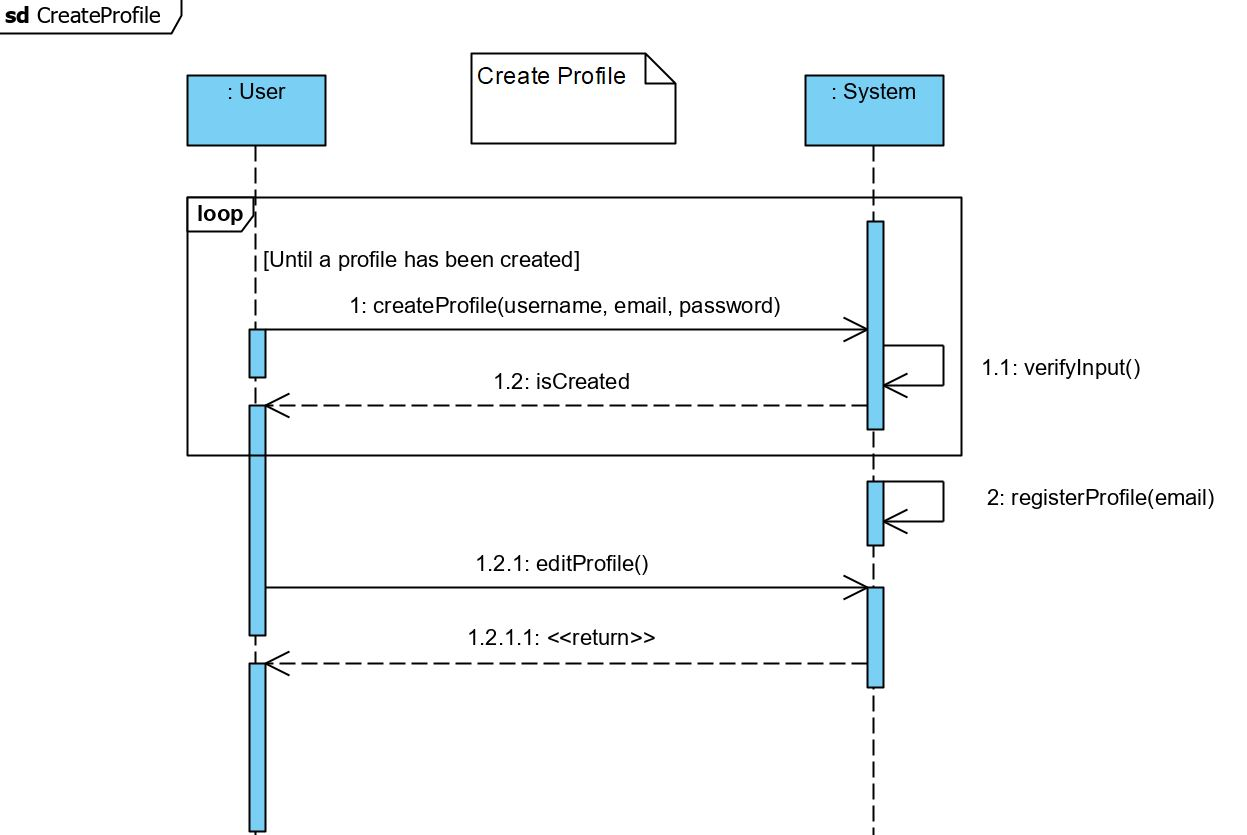 sd CreateProfile
Create Profile
: User
: System
loop
[Until a profile has been created]
1: createProfile(username, email, password)
1.1: verifyInput()
1.2: isCreated
2: registerProfile(email)
1.2.1: editProfile()
1.2.1.1: <<return>>